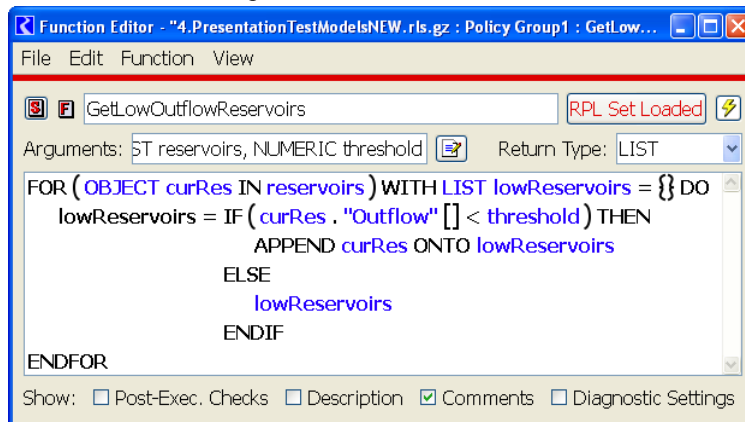 Function Editor - "4.PresentationTestModelsNEW.rls.gz : Policy Group1 : GetLow...
File Edit Function View
S F GetLowOutflowReservoirs RPL Set Loaded
Arguments: ST reservoirs, NUMERIC threshold Return Type: LIST
FOR ( OBJECT curRes IN reservoirs ) WITH LIST lowReservoirs = {} DO
lowReservoirs = IF ( curRes . "Outflow" [] < threshold ) THEN
APPEND curRes ONTO lowReservoirs
ELSE
lowReservoirs
ENDIF
ENDFOR
Show: Post-Exec. Checks Description Comments Diagnostic Settings